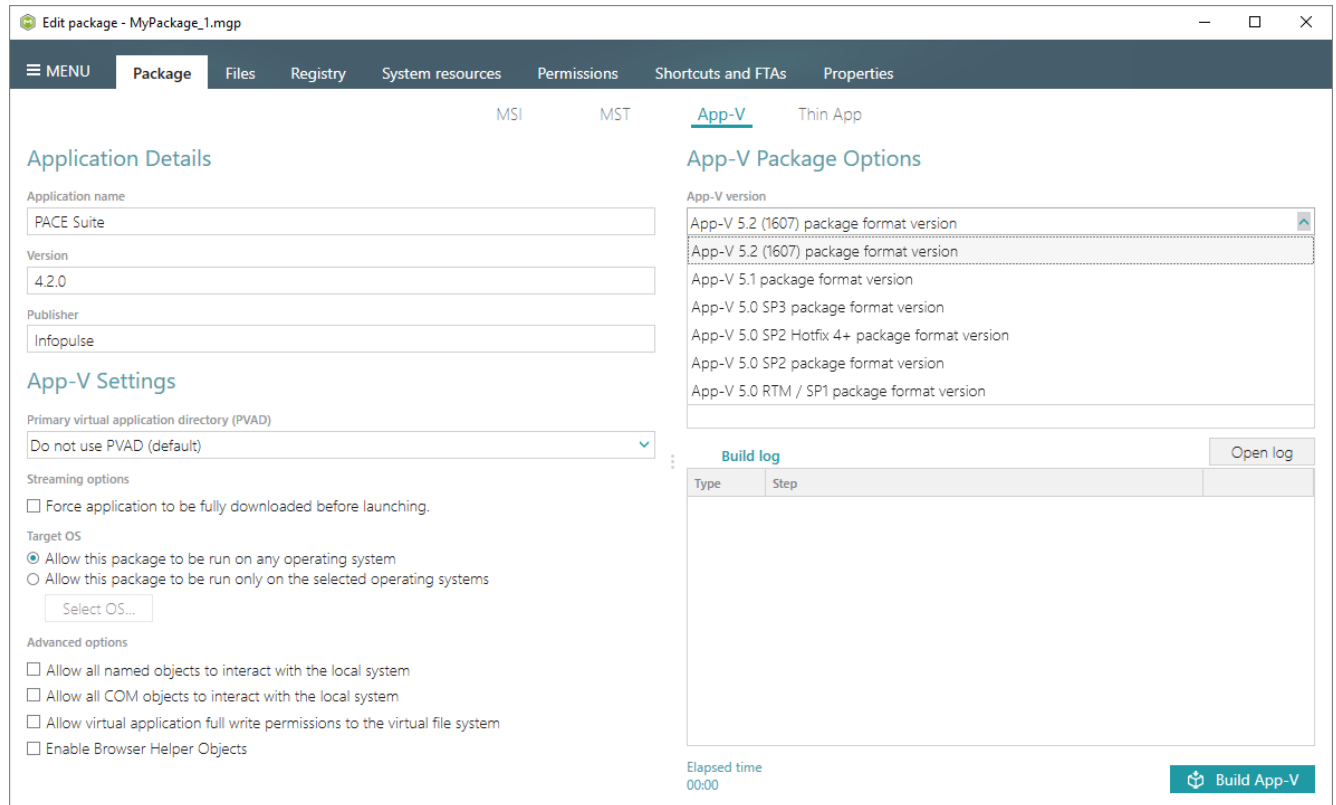 Edit package - MyPackage_1.mgp
MENU Package Files Registry System resources Permissions Shortcuts and FTAs Properties
MSI MST App-V Thin App
Application Details
Application name
PACE Suite
Version
4.2.0
Publisher
Infopulse
App-V Settings
Primary virtual application directory (PVAD)
Do not use PVAD (default)
Streaming options
Force application to be fully downloaded before launching.
Target OS
Allow this package to be run on any operating system
Allow this package to be run only on the selected operating systems
Select OS...
Advanced options
Allow all named objects to interact with the local system
Allow all COM objects to interact with the local system
Allow virtual application full write permissions to the virtual file system
Enable Browser Helper Objects
App-V Package Options
App-V version
App-V 5.2 (1607) package format version
App-V 5.2 (1607) package format version
App-V 5.1 package format version
App-V 5.0 SP3 package format version
App-V 5.0 SP2 Hotfix 4+ package format version
App-V 5.0 SP2 package format version
App-V 5.0 RTM / SP1 package format version
Build log Open log
Type Step
Elapsed time
00:00
Build App-V